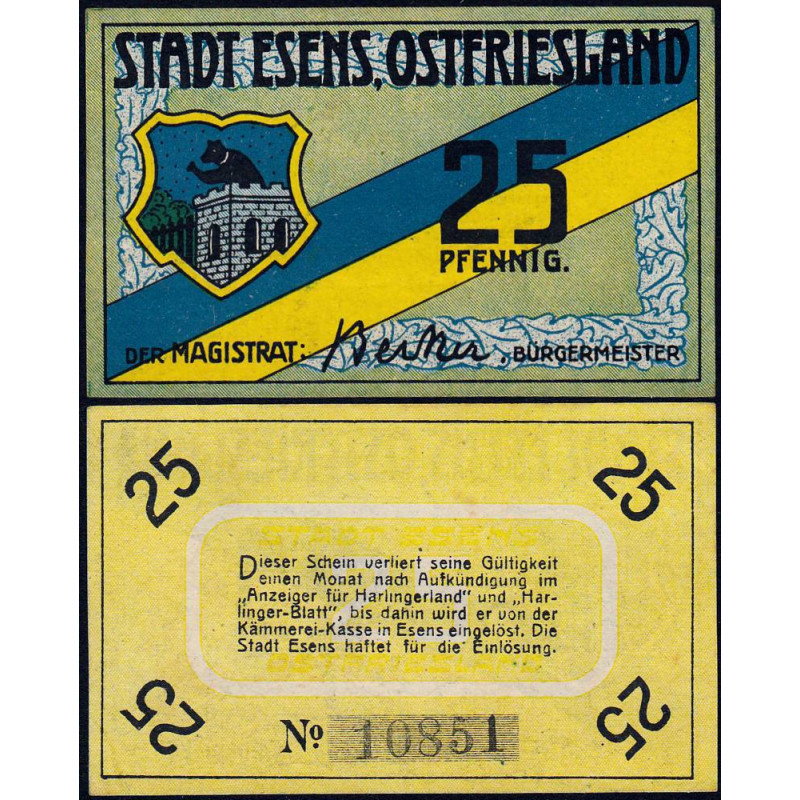 STADT ESENS, OSTFRIESLAND
25
PFENNIG.
DER MAGISTRAT: Becker, BÜRGERMEISTER
25 25
STADT ESENS
Dieser Schein verliert seine Gültigkeit
einen Monat nach Aufkündigung im
„Anzeiger für Harlingerland" und „Har-
linger-Blatt", bis dahin wird er von der
Kämmerei-Kasse in Esens eingelöst. Die
Stadt Esens haftet für die Einlösung.
OSTFRIESLAND
25 25
No 10851